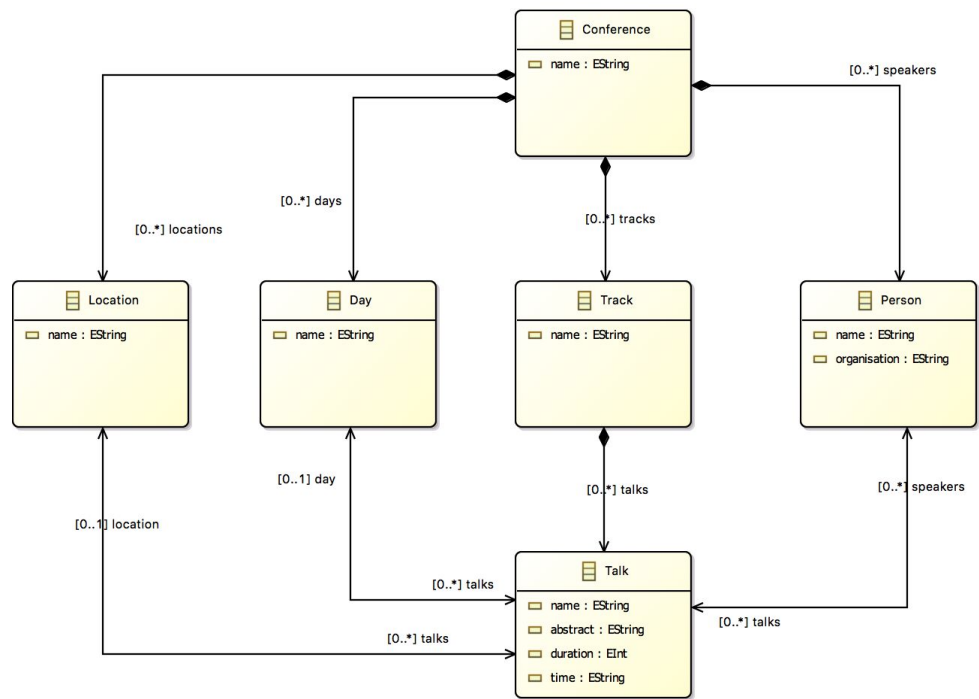 Conference
name : EString
[0..*] speakers
[0..*] days
[0..*] tracks
[0..*] locations
Location
name : EString
Day
name : EString
Track
name : EString
Person
name : EString
organisation : EString
[0..1] day
[0..*] talks
[0..*] speakers
[0..1] location
Talk
[0..*] talks
name : EString
[0..*] talks
abstract : EString
[0..*] talks
duration : EInt
time : EString